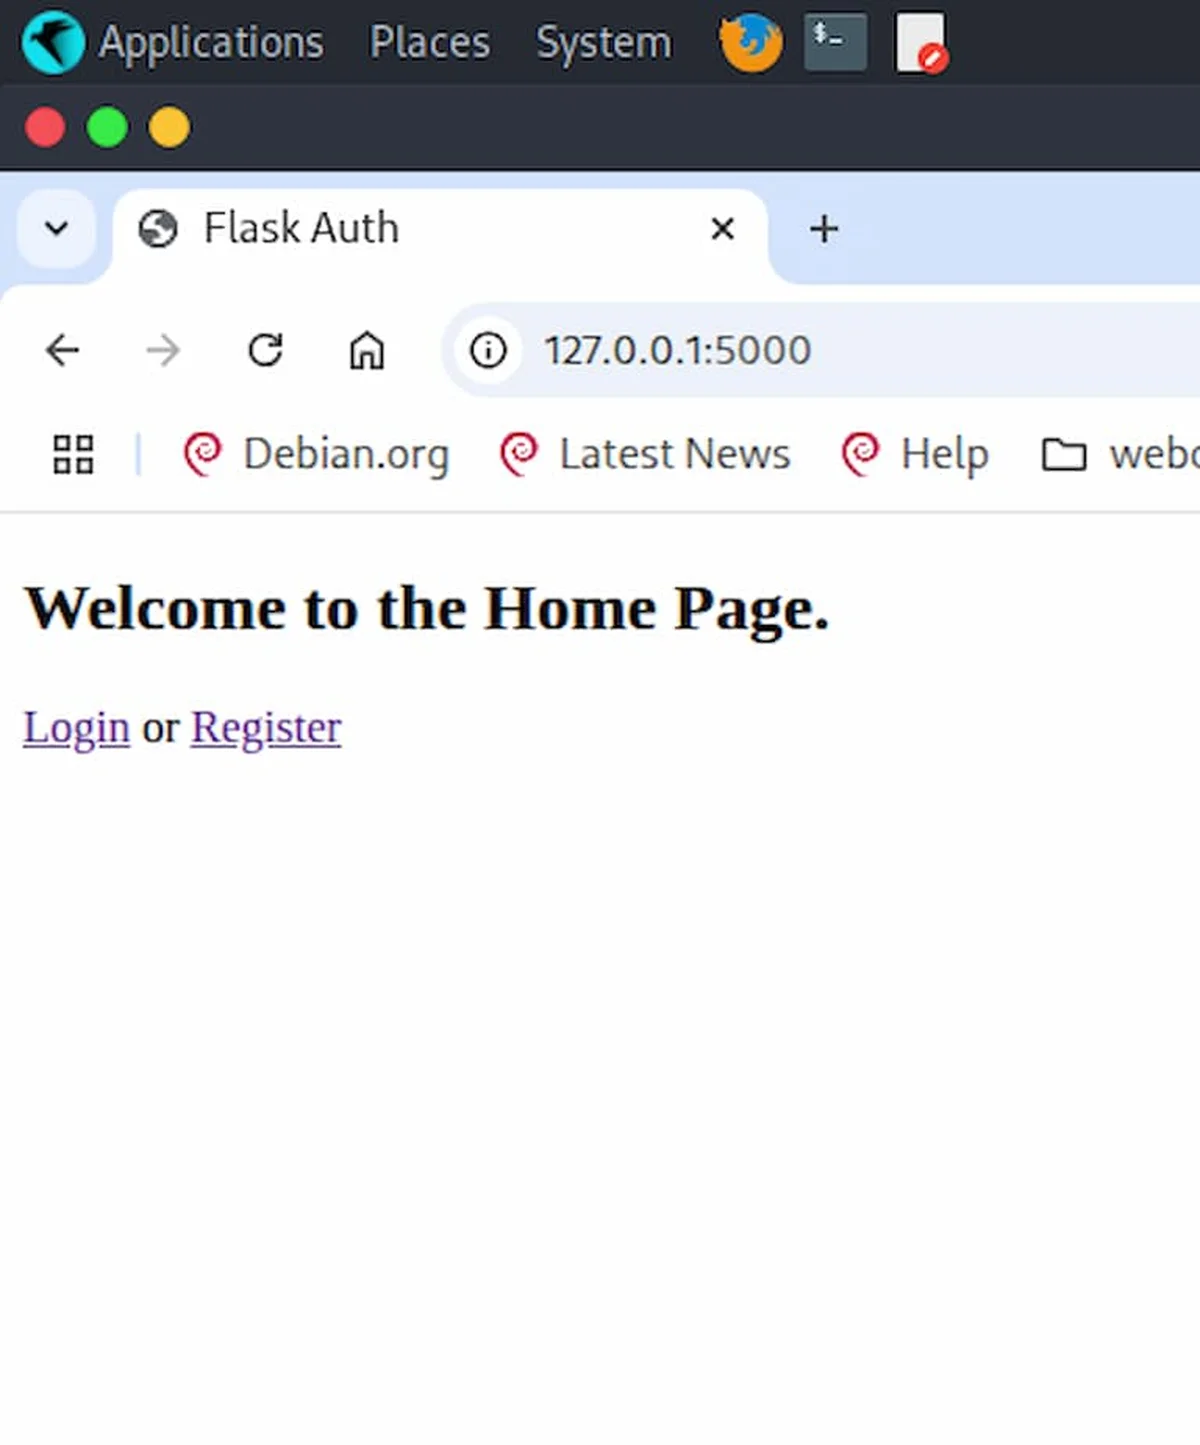 Applications Places System $_
Flask Auth
127.0.0.1:5000
Debian.org Latest News Help
Welcome to the Home Page.
Login or Register